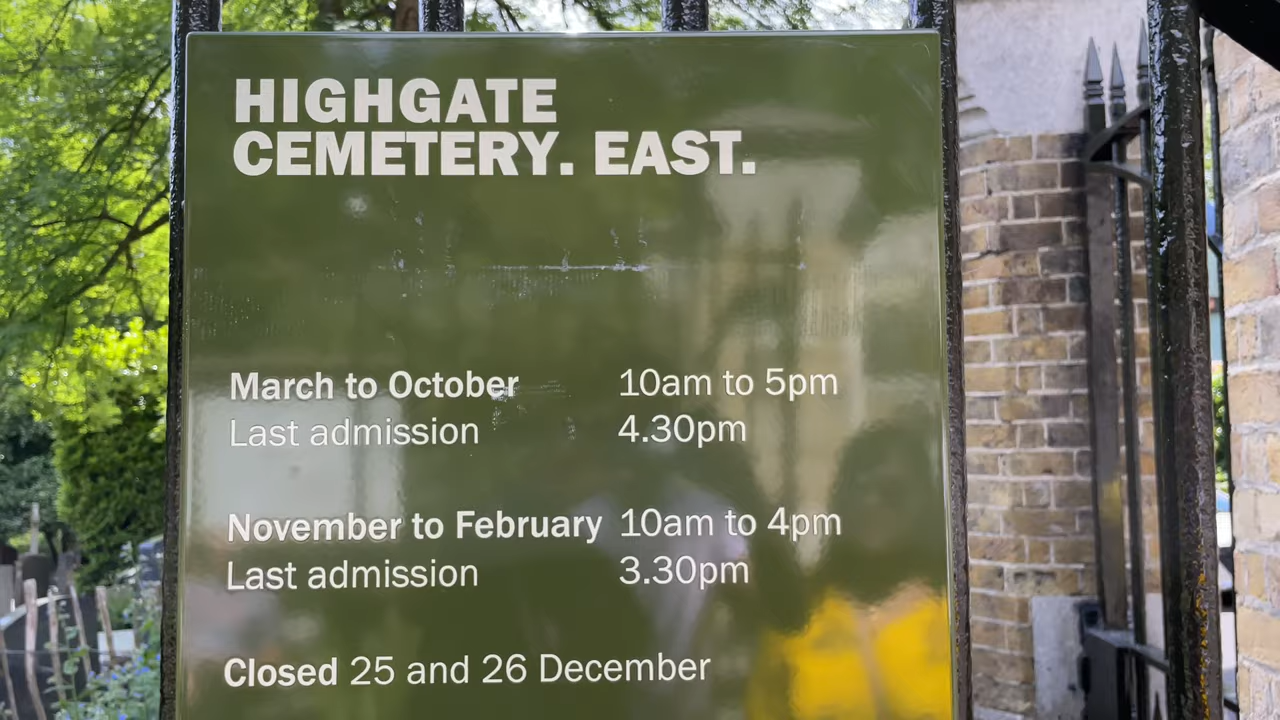 HIGHGATE
CEMETERY. EAST.
March to October 10am to 5pm
Last admission 4.30pm
November to February 10am to 4pm
Last admission 3.30pm
Closed 25 and 26 December